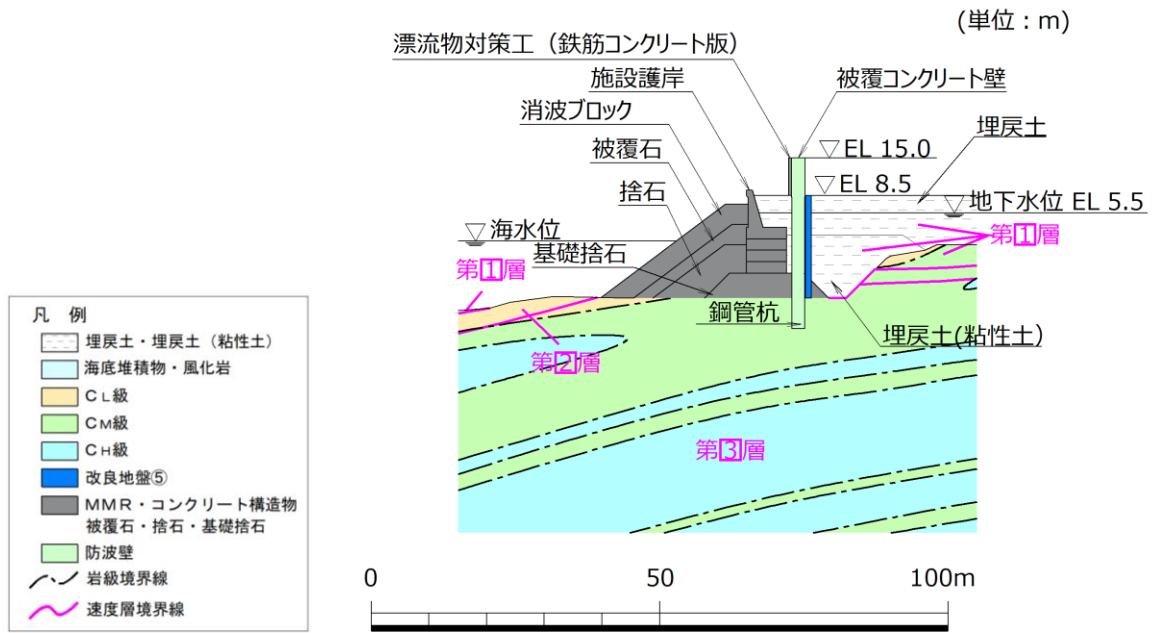 (単位：m)
漂流物対策工（鉄筋コンクリート版）
施設護岸
被覆コンクリート壁
消波ブロック
埋戻土
被覆石
EL 15.0
EL 8.5
捨石
地下水位 EL 5.5
海水位
第1層
基礎捨石
第1層
鋼管杭
埋戻土(粘性土)
第2層
第3層
凡 例
埋戻土・埋戻土（粘性土）
海底堆積物・風化岩
CL級
CM級
CH級
改良地盤⑤
MMR・コンクリート構造物
被覆石・捨石・基礎捨石
防波壁
岩級境界線
速度層境界線
0 50 100m